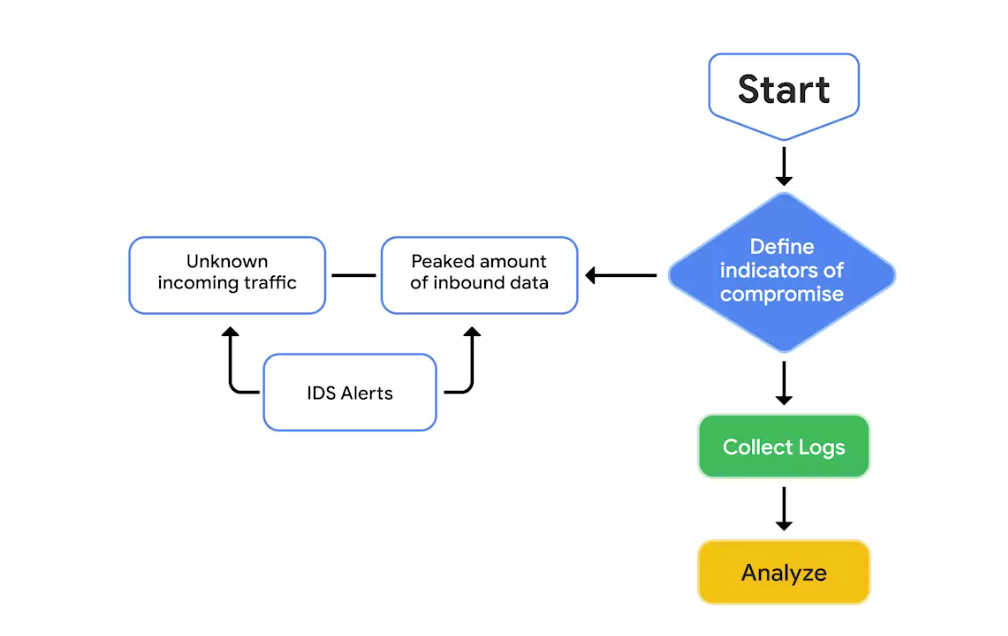 Start
Define
indicators of
compromise
Peaked amount
of inbound data
Unknown
incoming traffic
IDS Alerts
Collect Logs
Analyze